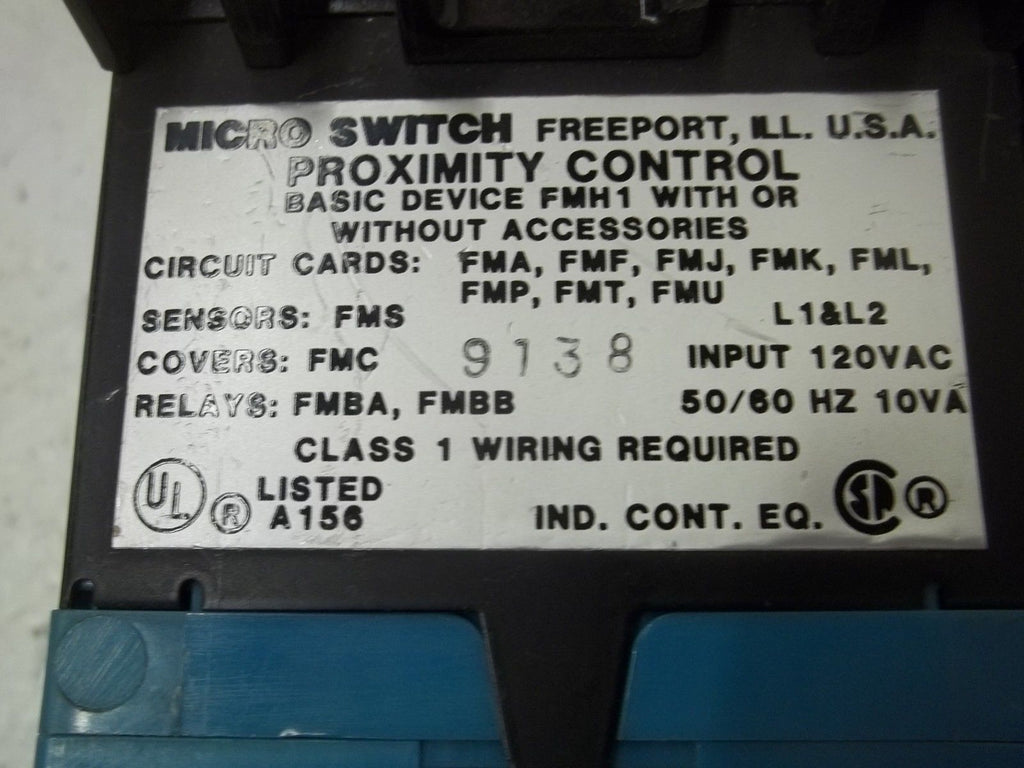 MICRO SWITCH FREEPORT, ILL. U.S.A.
PROXIMITY CONTROL
BASIC DEVICE FMH1 WITH OR
WITHOUT ACCESSORIES
CIRCUIT CARDS: FMA, FMF, FMJ, FMK, FML,
FMP, FMT, FMU
SENSORS: FMS L1&L2
COVERS: FMC 9138 INPUT 120VAC
RELAYS: FMBA, FMBB 50/60 HZ 10VA
CLASS 1 WIRING REQUIRED
UL ® LISTED
A156 IND. CONT. EQ. SA ®